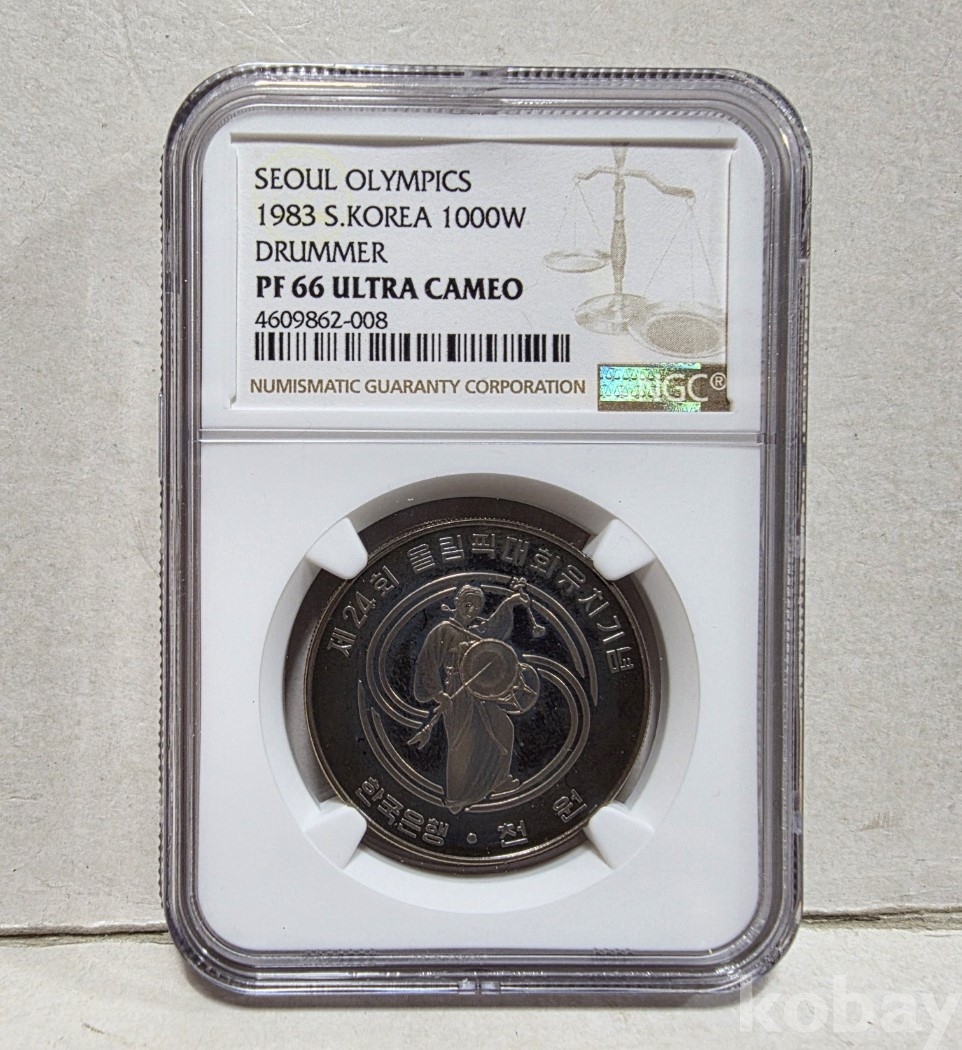 SEOUL OLYMPICS
1983 S.KOREA 1000W
DRUMMER
PF 66 ULTRA CAMEO
4609862-008
NUMISMATIC GUARANTY CORPORATION
NGC®
제24회 올림픽대회유치기념
한국은행 · 천원
kobay